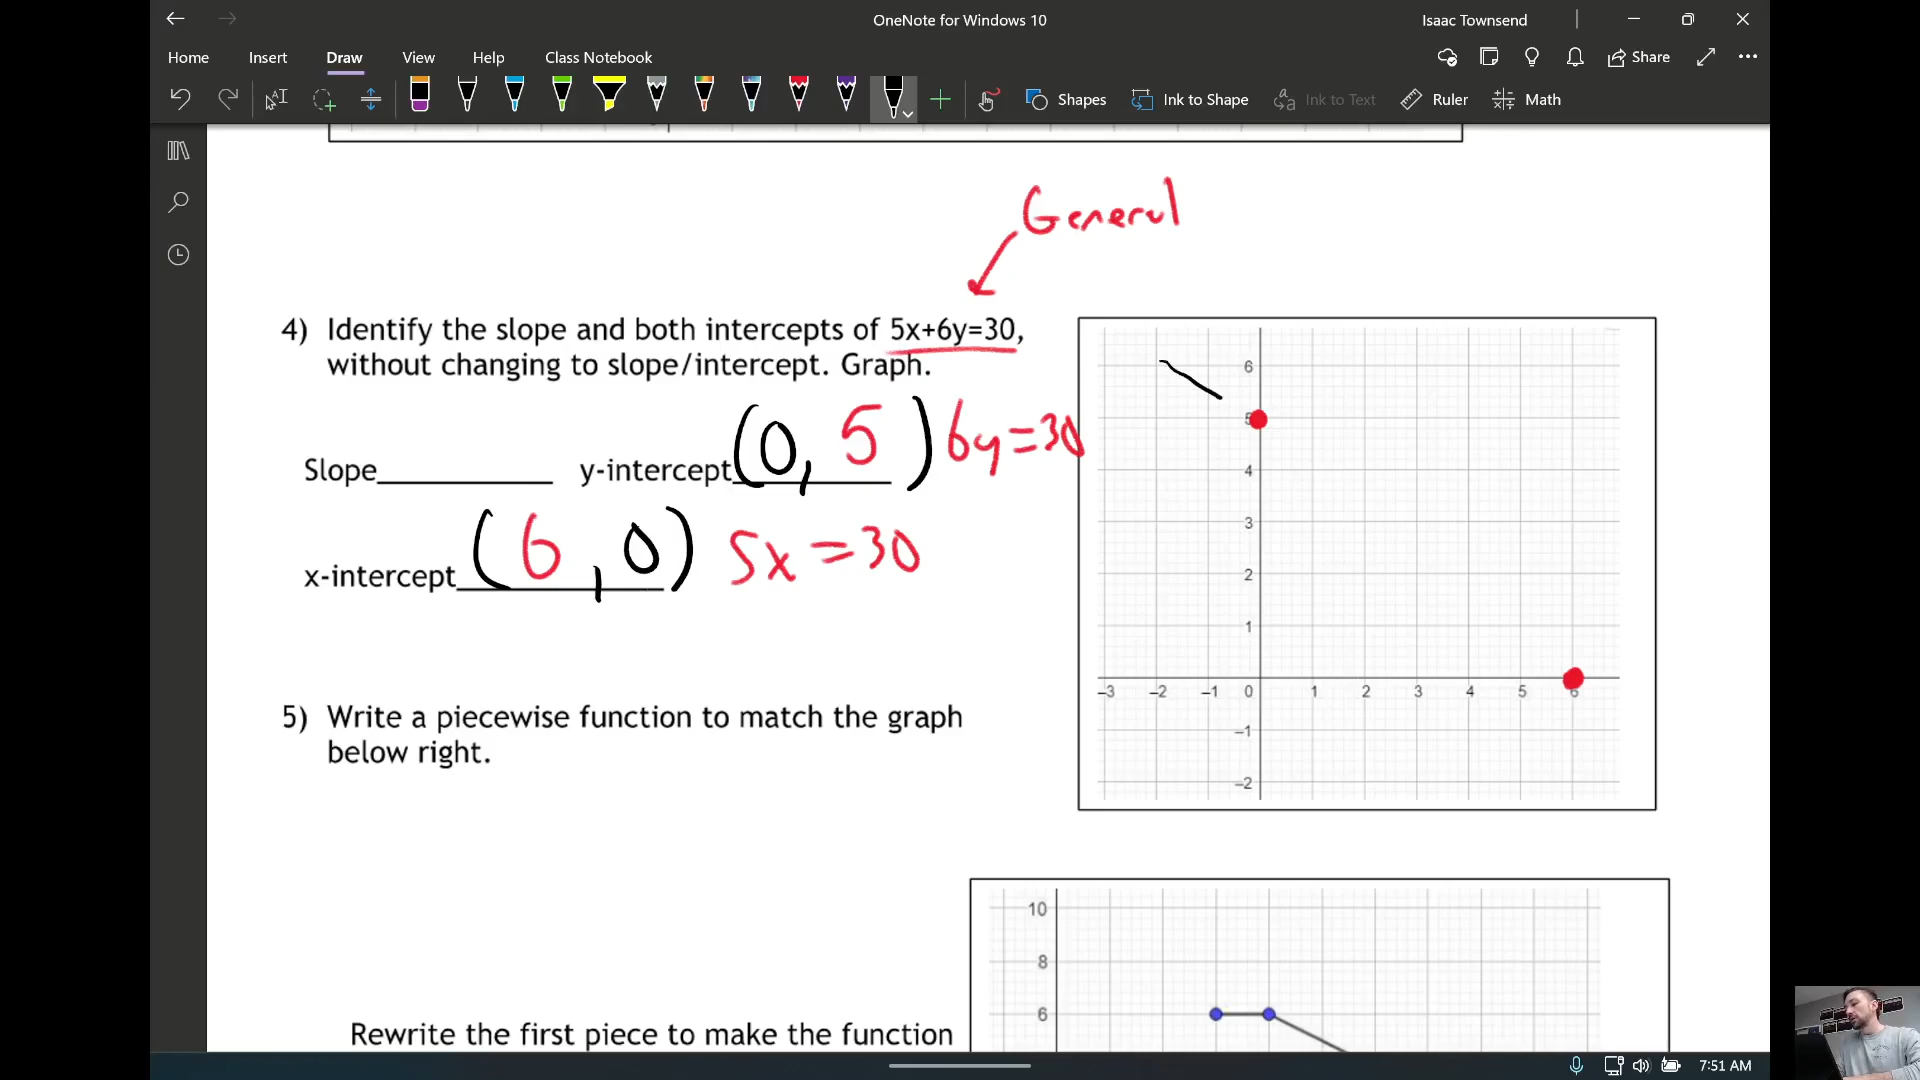 OneNote for Windows 10
Isaac Townsend
Home Insert Draw View Help Class Notebook
Share
Shapes Ink to Shape Ink to Text Ruler Math
General
4) Identify the slope and both intercepts of 5x+6y=30,
without changing to slope/intercept. Graph.
Slope__________ y-intercept (0, 5) 6y=30
x-intercept (6, 0) 5x=30
6
5
4
3
2
1
-3 -2 -1 0 1 2 3 4 5 6
-1
-2
5) Write a piecewise function to match the graph
below right.
10
8
6
Rewrite the first piece to make the function
7:51 AM